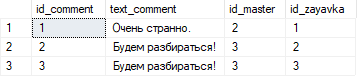 id_comment text_comment id_master id_zayavka
1 1 Очень странно. 2 1
2 2 Будем разбираться! 3 2
3 3 Будем разбираться! 3 3